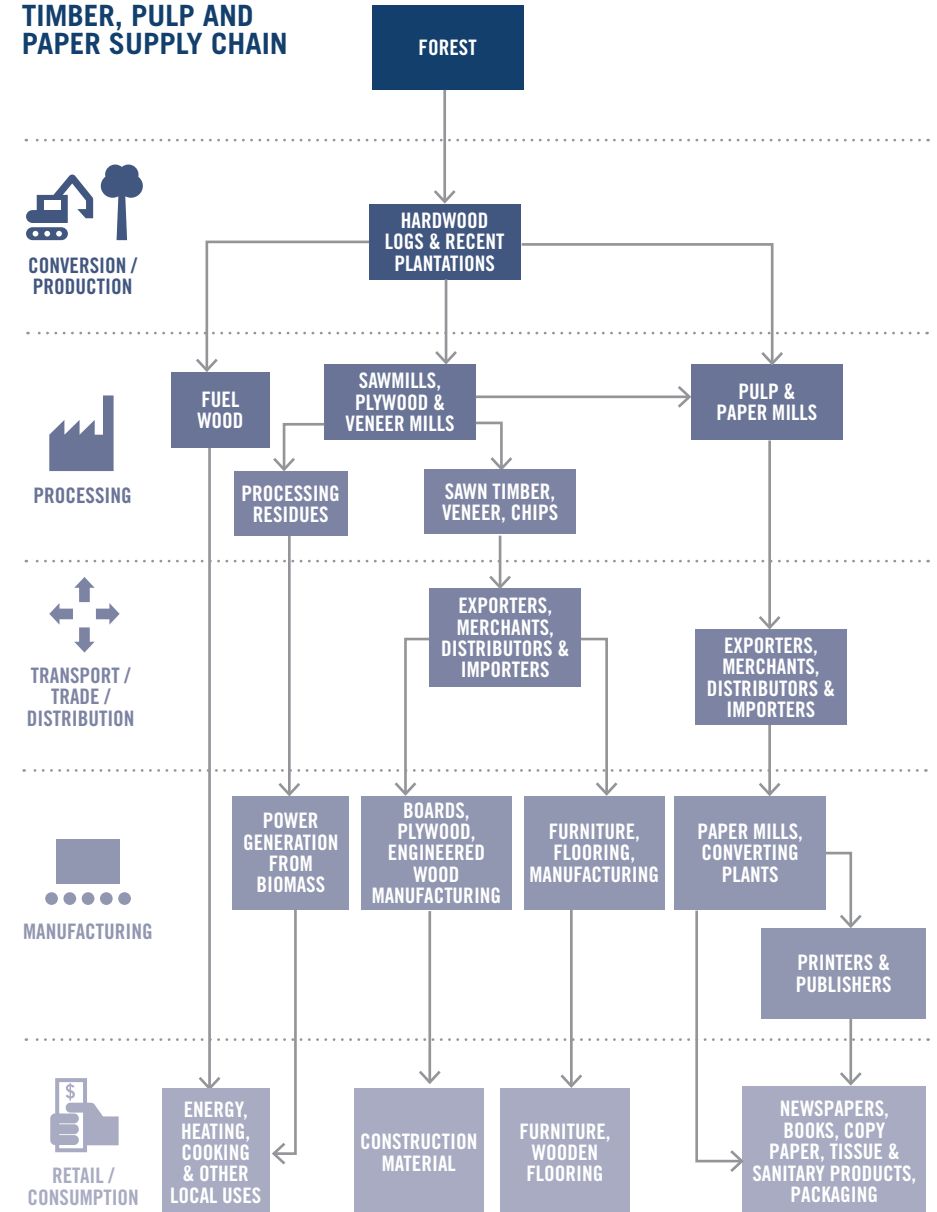 TIMBER, PULP AND
PAPER SUPPLY CHAIN
FOREST
CONVERSION /
PRODUCTION
HARDWOOD
LOGS & RECENT
PLANTATIONS
PROCESSING
FUEL
WOOD
SAWMILLS,
PLYWOOD &
VENEER MILLS
PULP &
PAPER MILLS
PROCESSING
RESIDUES
SAWN TIMBER,
VENEER, CHIPS
TRANSPORT /
TRADE /
DISTRIBUTION
EXPORTERS,
MERCHANTS,
DISTRIBUTORS &
IMPORTERS
EXPORTERS,
MERCHANTS,
DISTRIBUTORS &
IMPORTERS
MANUFACTURING
POWER
GENERATION
FROM
BIOMASS
BOARDS,
PLYWOOD,
ENGINEERED
WOOD
MANUFACTURING
FURNITURE,
FLOORING,
MANUFACTURING
PAPER MILLS,
CONVERTING
PLANTS
PRINTERS &
PUBLISHERS
$
RETAIL /
CONSUMPTION
ENERGY,
HEATING,
COOKING
& OTHER
LOCAL USES
CONSTRUCTION
MATERIAL
FURNITURE,
WOODEN
FLOORING
NEWSPAPERS,
BOOKS, COPY
PAPER, TISSUE &
SANITARY PRODUCTS,
PACKAGING